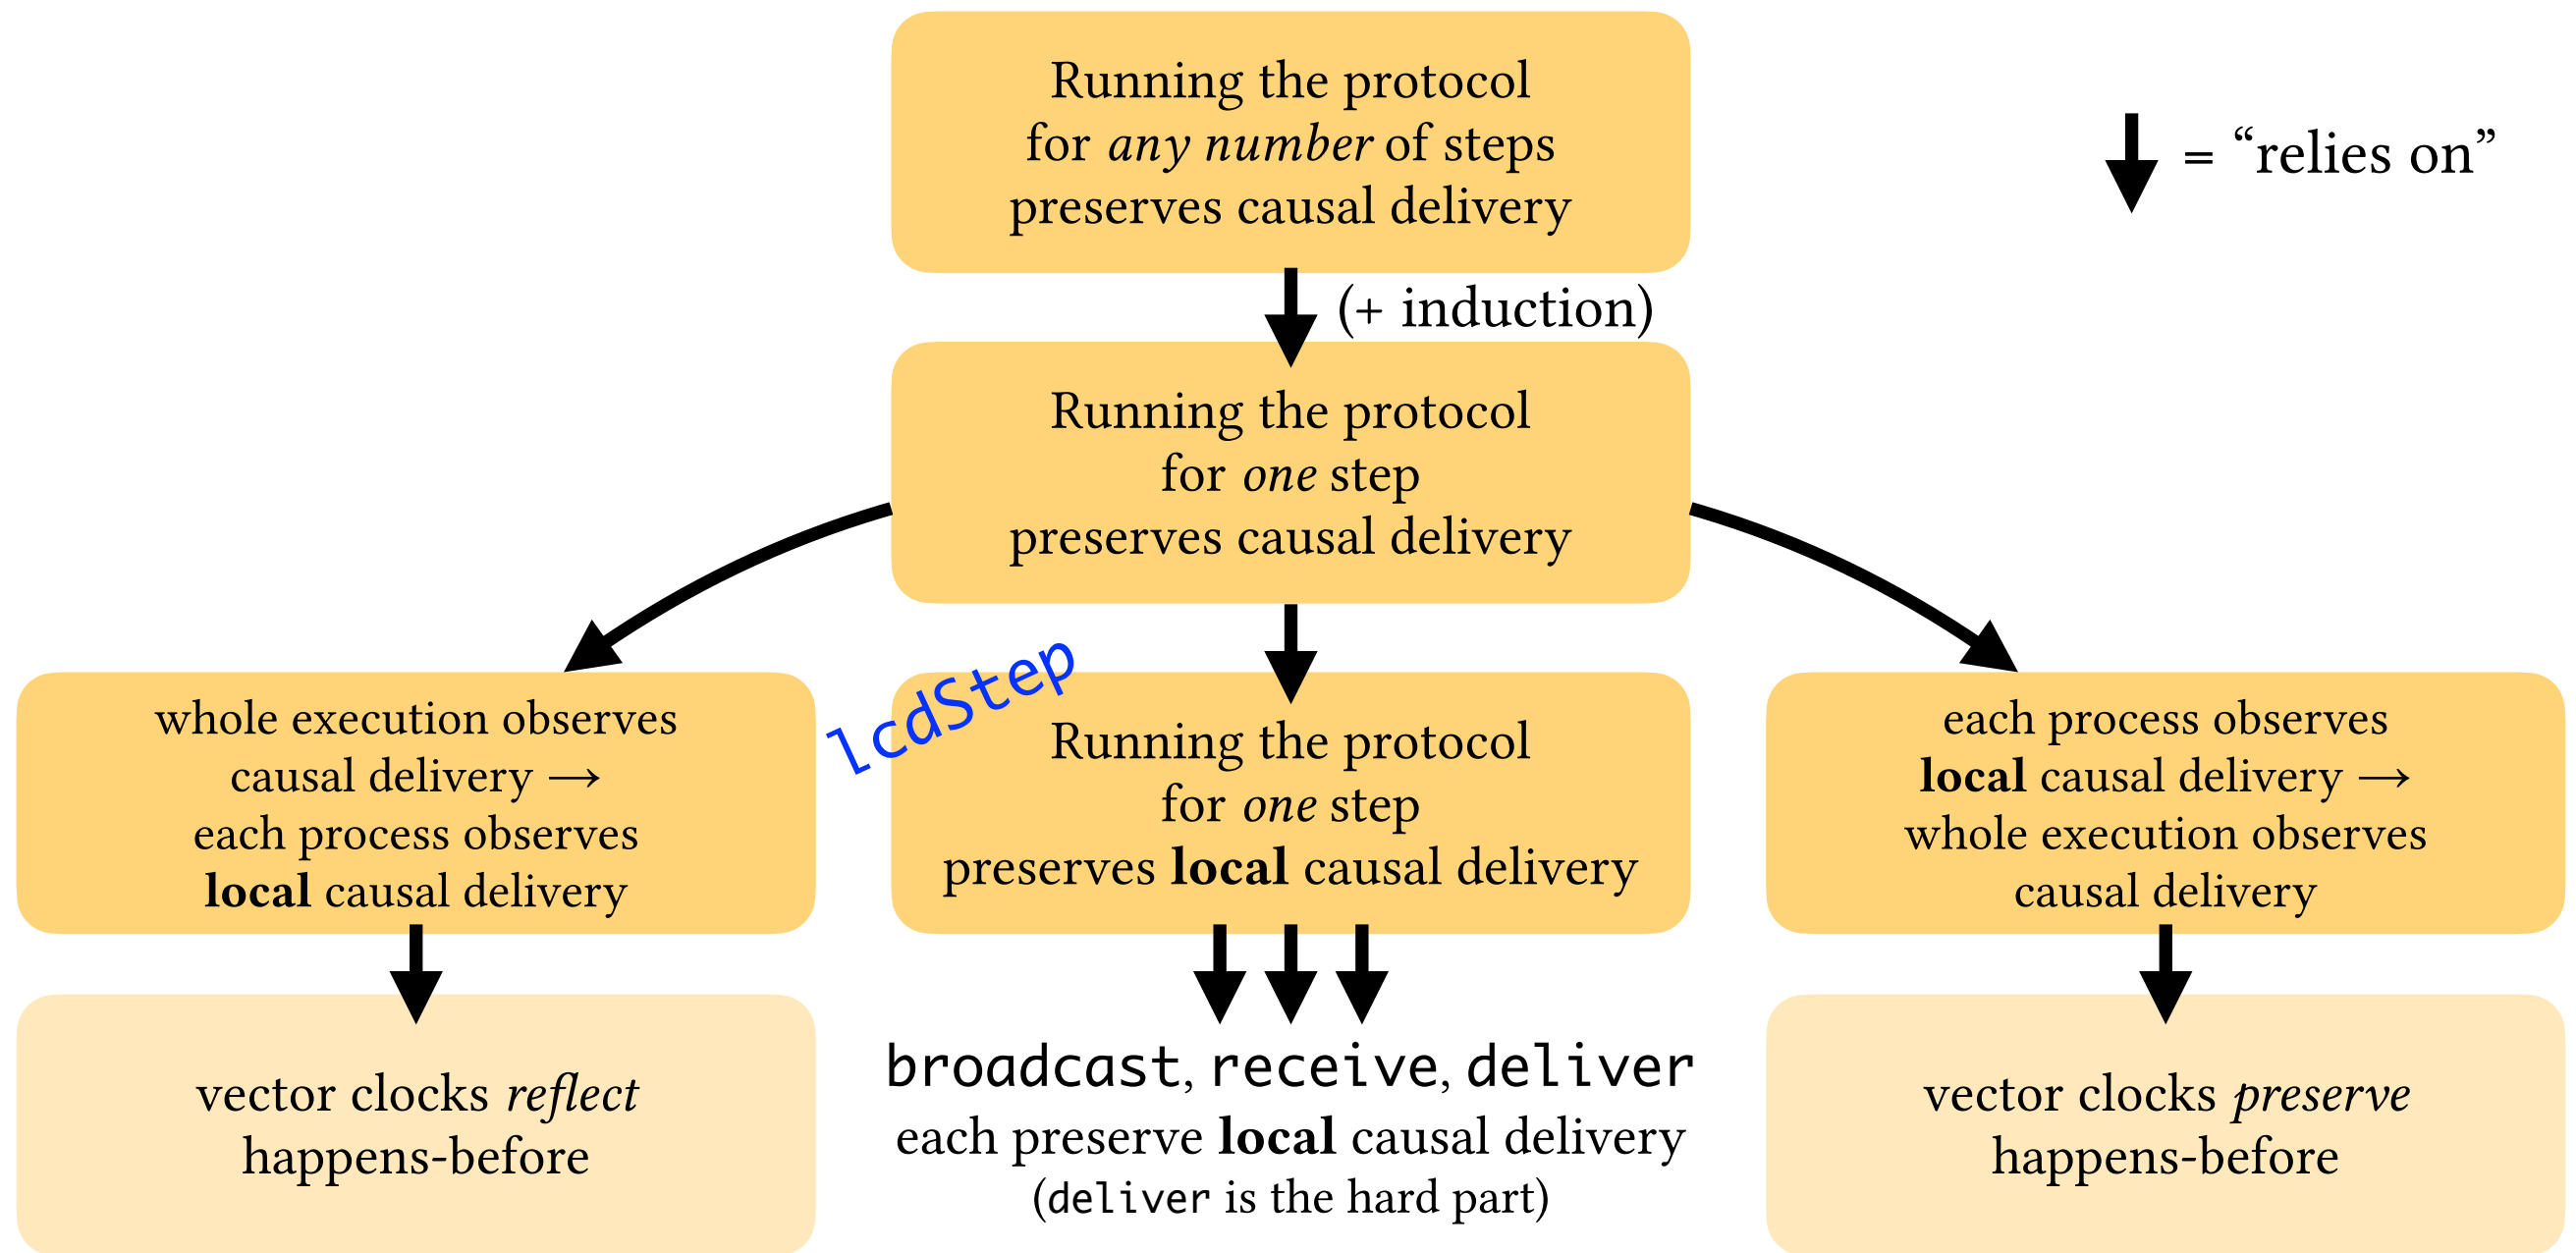 Running the protocol
for any number of steps
preserves causal delivery
= “relies on”
(+ induction)
Running the protocol
for one step
preserves causal delivery
whole execution observes
causal delivery →
each process observes
local causal delivery
lcdStep
Running the protocol
for one step
preserves local causal delivery
each process observes
local causal delivery →
whole execution observes
causal delivery
vector clocks reflect
happens-before
broadcast, receive, deliver
each preserve local causal delivery
(deliver is the hard part)
vector clocks preserve
happens-before